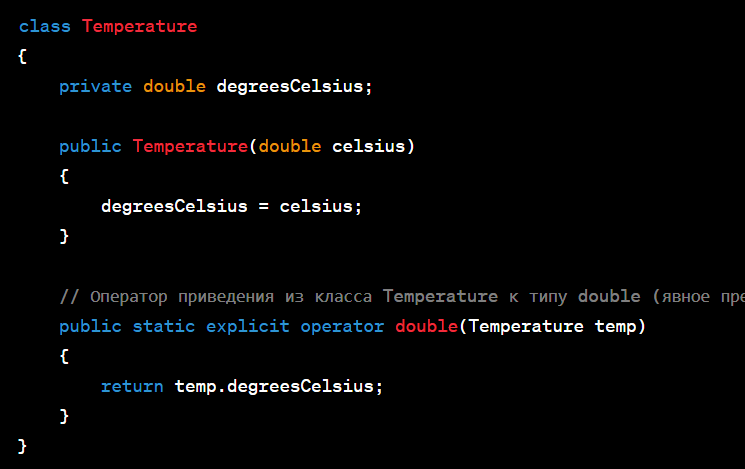 class Temperature
{
    private double degreesCelsius;

    public Temperature(double celsius)
    {
        degreesCelsius = celsius;
    }

    // Оператор приведения из класса Temperature к типу double (явное
    public static explicit operator double(Temperature temp)
    {
        return temp.degreesCelsius;
    }
}